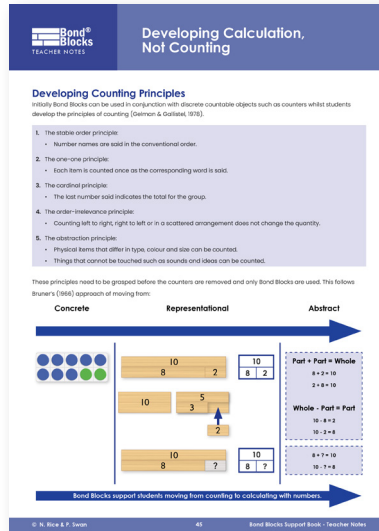 Bond®
Blocks
TEACHER NOTES
Developing Calculation,
Not Counting
Developing Counting Principles
Initially Bond Blocks can be used in conjunction with discrete countable objects such as counters whilst students
develop the principles of counting (Gelman & Gallistel, 1978).
1. The stable order principle:
• Number names are said in the conventional order.
2. The one-one principle:
• Each item is counted once as the corresponding word is said.
3. The cardinal principle:
• The last number said indicates the total for the group.
4. The order-irrelevance principle:
• Counting left to right, right to left or in a scattered arrangement does not change the quantity.
5. The abstraction principle:
• Physical items that differ in type, colour and size can be counted.
• Things that cannot be touched such as sounds and ideas can be counted.
These principles need to be grasped before the counters are removed and only Bond Blocks are used. This follows
Bruner's (1966) approach of moving from:
Concrete Representational Abstract
10
8 2
10
8 2
Part + Part = Whole
8 + 2 = 10
2 + 8 = 10
10
5
3
2
Whole - Part = Part
10 - 8 = 2
10 - 2 = 8
10
8 ?
10
8 ?
8 + ? = 10
10 - ? = 8
Bond Blocks support students moving from counting to calculating with numbers.
© N. Rice & P. Swan 45 Bond Blocks Support Book - Teacher Notes